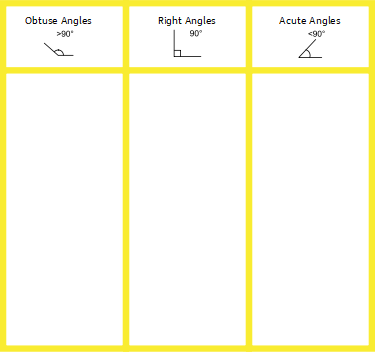 Obtuse Angles
>90°
Right Angles
90°
Acute Angles
<90°